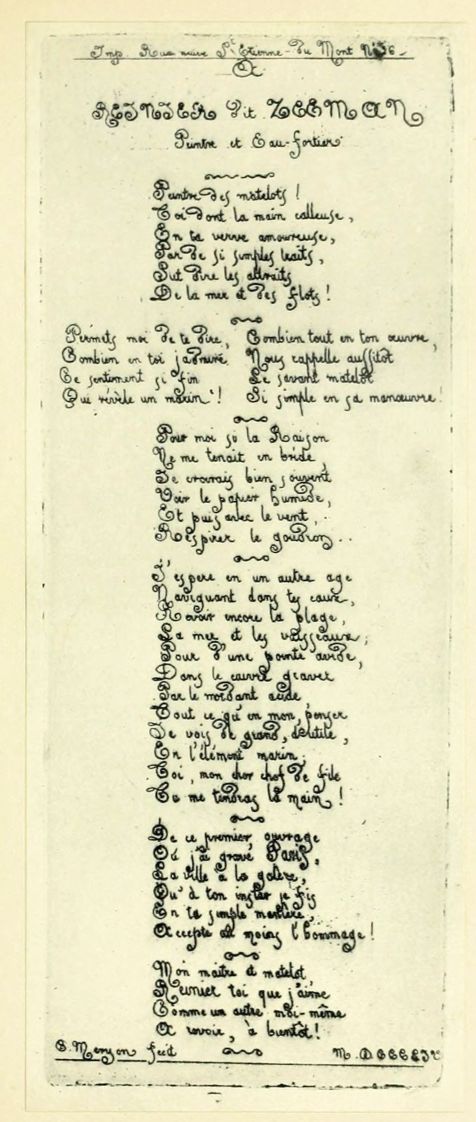 Imp. Rue neuve St Etienne-du Mont No 26-
A
REINIER dit ZEEMAN
Peintre et Eau-fortier
Peintre des matelots !
Toi dont la main calleuse,
En ta verve amoureuse,
Par de si simples traits,
Sut dire les attraits
De la mer et des flots !
Permets moi de te dire,
Combien en toi j'admire
Ce sentiment si fin
Qui révèle un marin !
Combien tout en ton œuvre,
Nous rappelle aussitot
Le savant matelot
Si simple en sa manœuvre !
Pour moi si la Raison
Ne me tenait en bride,
Je croirais bien souvent
Voir le papier humide,
Et puis avec le vent,
Respirer le goudron . .
J'espere en un autre age
Naviguant dans tes eaux,
Revoir encore la plage,
La mer et les vaisseaux;
Pour d'une pointe avide,
Dans le cuivre graver
Par le mordant acide
Tout ce qu'en mon penser
Je vois de grand, d'utile,
En l'élément marin,
Toi, mon cher chef de file
Tu me tendras la main !
De ce premier ouvrage
Où j'ai gravé Paris,
La ville à la galère,
Qu'à ton instar je fis
En ta simple manière,
Accepte au moins l'hommage !
Mon maitre et matelot
Reinier toi que j'aime
Comme un autre moi-même
A revoir, à bientôt !
C. Meryon fecit
M.DCCCLIV